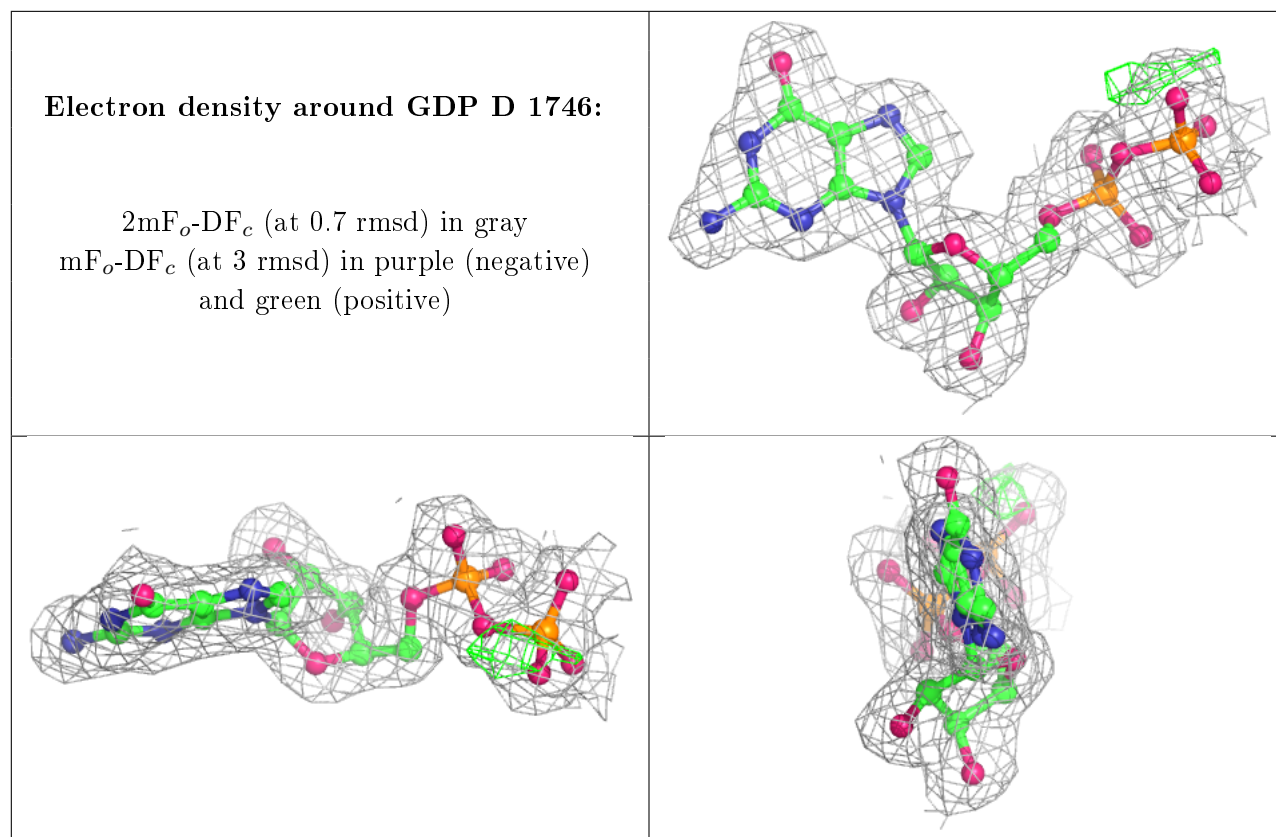 Electron density around GDP D 1746:
2mFₒ-DF𝒸 (at 0.7 rmsd) in gray
mFₒ-DF𝒸 (at 3 rmsd) in purple (negative)
and green (positive)